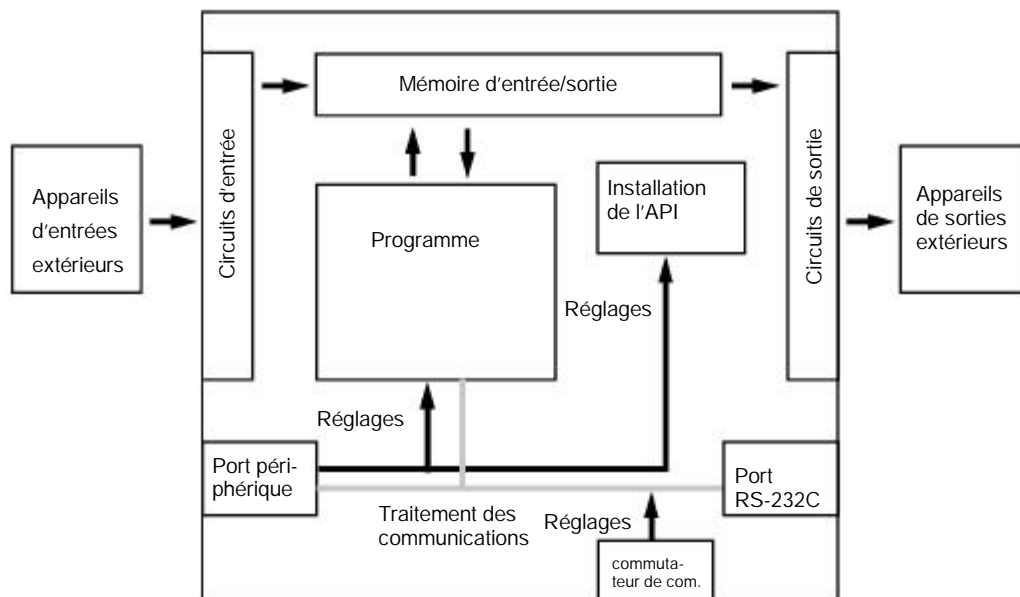 Mémoire d'entrée/sortie
Circuits d'entrée
Circuits de sortie
Appareils
d'entrées
extérieurs
Programme
Installation
de l'API
Appareils
de sorties
extérieurs
Réglages
Réglages
Port péri-
phérique
Port
RS-232C
Traitement des
communications
Réglages
commuta-
teur de com.